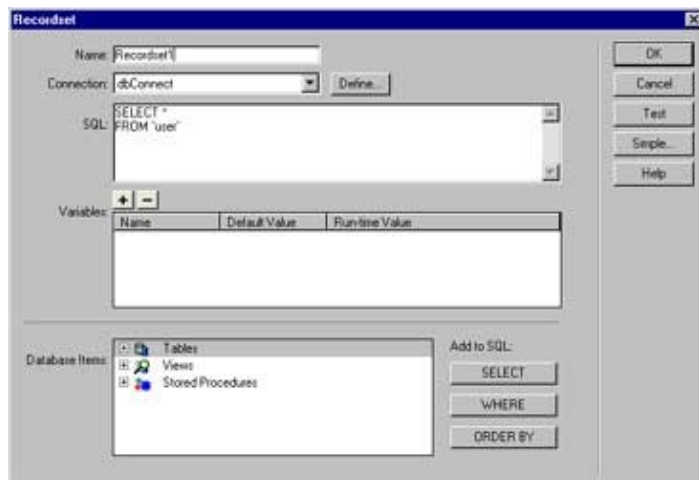 Recordset
Name: Recordset1
Connection: dbConnect
Define...
SQL: SELECT *
FROM `user`
Variables:
Name Default Value Run-time Value
Database Items:
Tables
Views
Stored Procedures
Add to SQL:
SELECT
WHERE
ORDER BY
OK
Cancel
Test
Simple...
Help